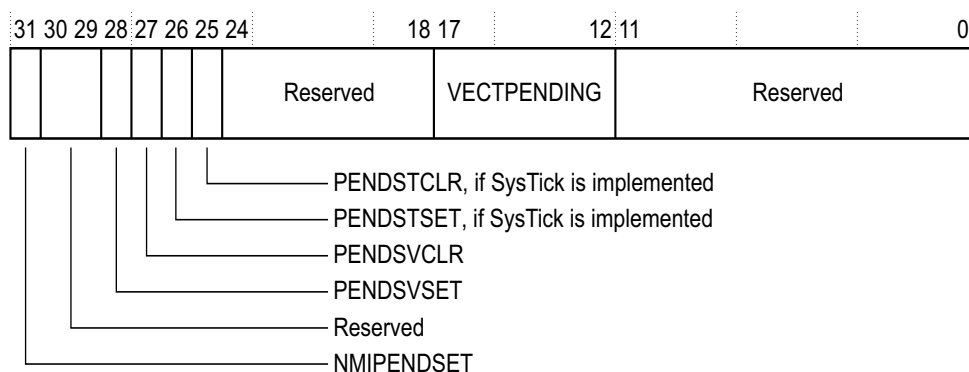 31 30 29 28 27 26 25 24 18 17 12 11 0
Reserved VECTPENDING Reserved
PENDSTCLR, if SysTick is implemented
PENDSTSET, if SysTick is implemented
PENDSVCLR
PENDSVSET
Reserved
NMIPENDSET